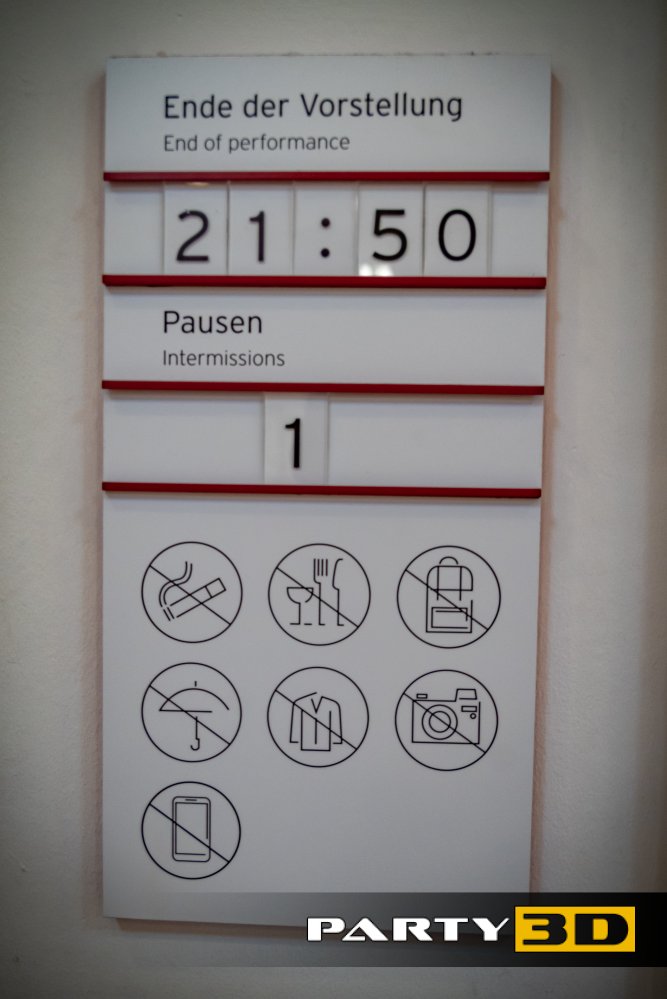 Ende der Vorstellung
End of performance
21:50
Pausen
Intermissions
1
PARTY3D